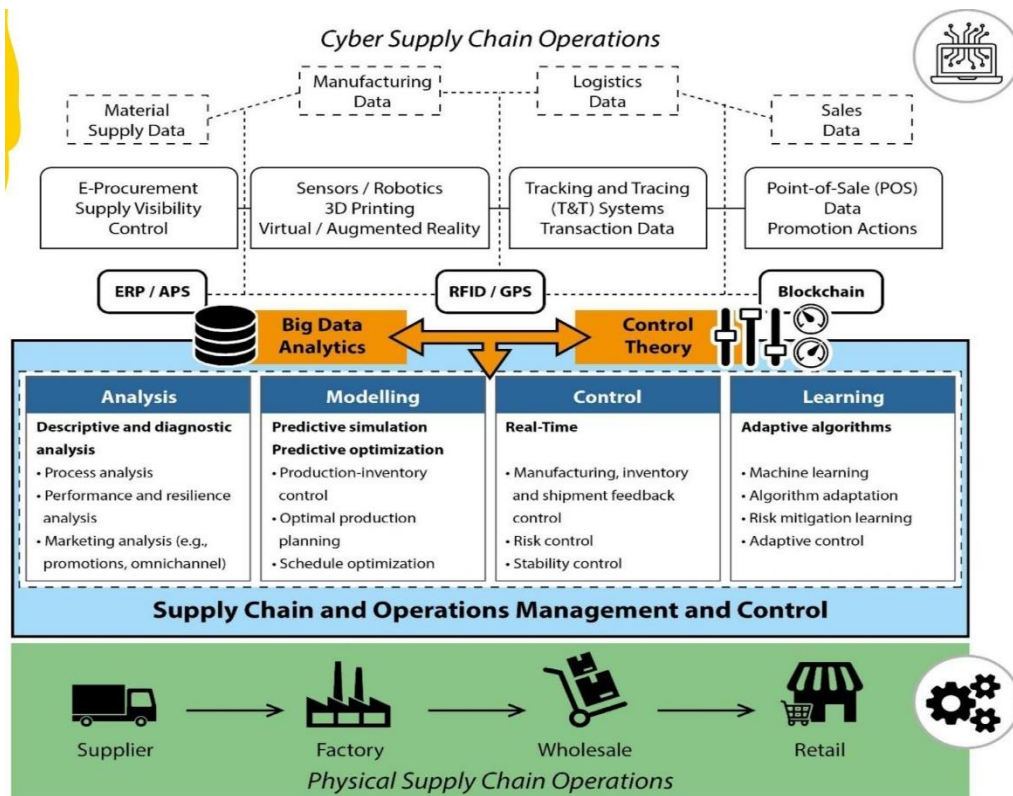 Cyber Supply Chain Operations
Material
Supply Data
Manufacturing
Data
Logistics
Data
Sales
Data
E-Procurement
Supply Visibility
Control
Sensors / Robotics
3D Printing
Virtual / Augmented Reality
Tracking and Tracing
(T&T) Systems
Transaction Data
Point-of-Sale (POS)
Data
Promotion Actions
ERP / APS
RFID / GPS
Blockchain
Big Data
Analytics
Control
Theory
Analysis
Descriptive and diagnostic
analysis
• Process analysis
• Performance and resilience
analysis
• Marketing analysis (e.g.,
promotions, omnichannel)
Modelling
Predictive simulation
Predictive optimization
• Production-inventory
control
• Optimal production
planning
• Schedule optimization
Control
Real-Time
• Manufacturing, inventory
and shipment feedback
control
• Risk control
• Stability control
Learning
Adaptive algorithms
• Machine learning
• Algorithm adaptation
• Risk mitigation learning
• Adaptive control
Supply Chain and Operations Management and Control
Supplier
Factory
Wholesale
Retail
Physical Supply Chain Operations